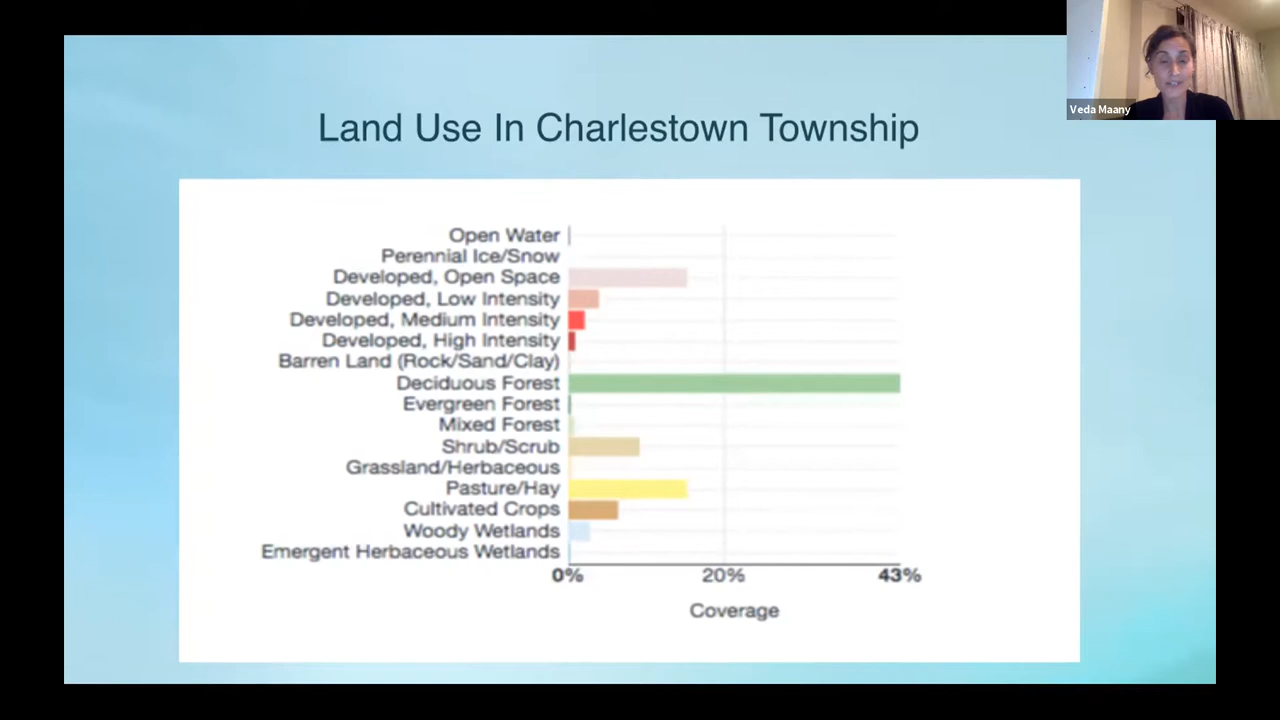 Veda Maany
Land Use In Charlestown Township
Open Water
Perennial Ice/Snow
Developed, Open Space
Developed, Low Intensity
Developed, Medium Intensity
Developed, High Intensity
Barren Land (Rock/Sand/Clay)
Deciduous Forest
Evergreen Forest
Mixed Forest
Shrub/Scrub
Grassland/Herbaceous
Pasture/Hay
Cultivated Crops
Woody Wetlands
Emergent Herbaceous Wetlands
0% 20% 43%
Coverage